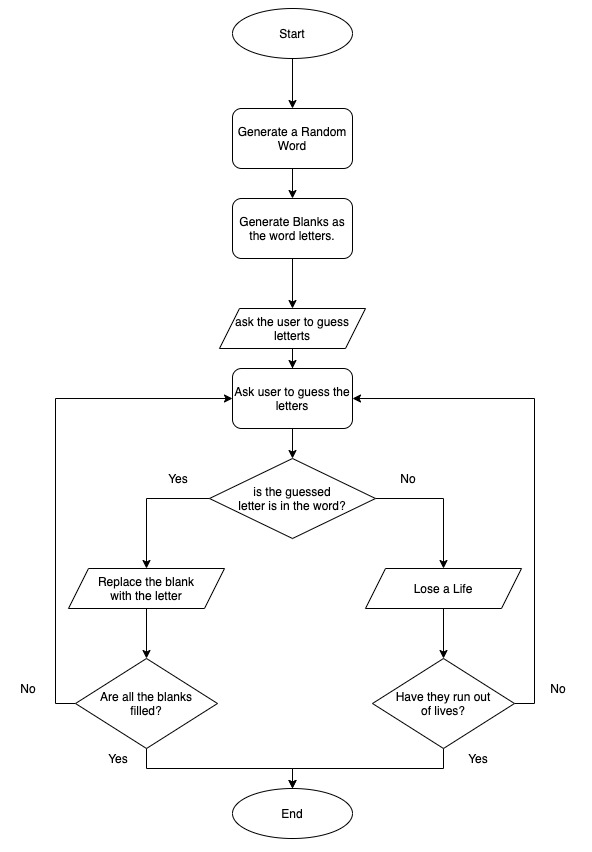 Start
Generate a Random
Word
Generate Blanks as
the word letters.
ask the user to guess
letterts
Ask user to guess the
letters
Yes
is the guessed
letter is in the word?
No
Replace the blank
with the letter
Lose a Life
No
Are all the blanks
filled?
Have they run out
of lives?
No
Yes
Yes
End